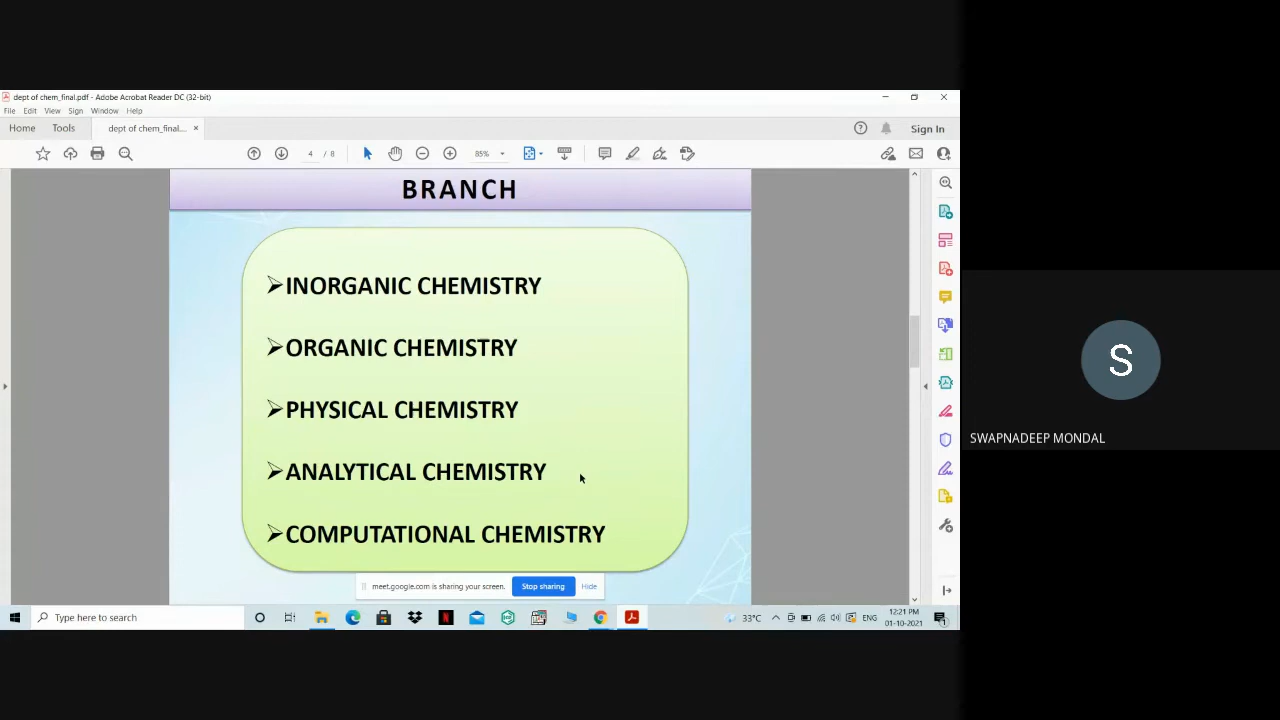 dept of chem_final.pdf - Adobe Acrobat Reader DC (32-bit)
File Edit View Sign Window Help
Home Tools dept of chem_final... × Sign In
4 / 8 85%
BRANCH
INORGANIC CHEMISTRY
ORGANIC CHEMISTRY
PHYSICAL CHEMISTRY
ANALYTICAL CHEMISTRY
COMPUTATIONAL CHEMISTRY
meet.google.com is sharing your screen. Stop sharing Hide
Type here to search 33°C ENG 12:21 PM
01-10-2021
S
SWAPNADEEP MONDAL